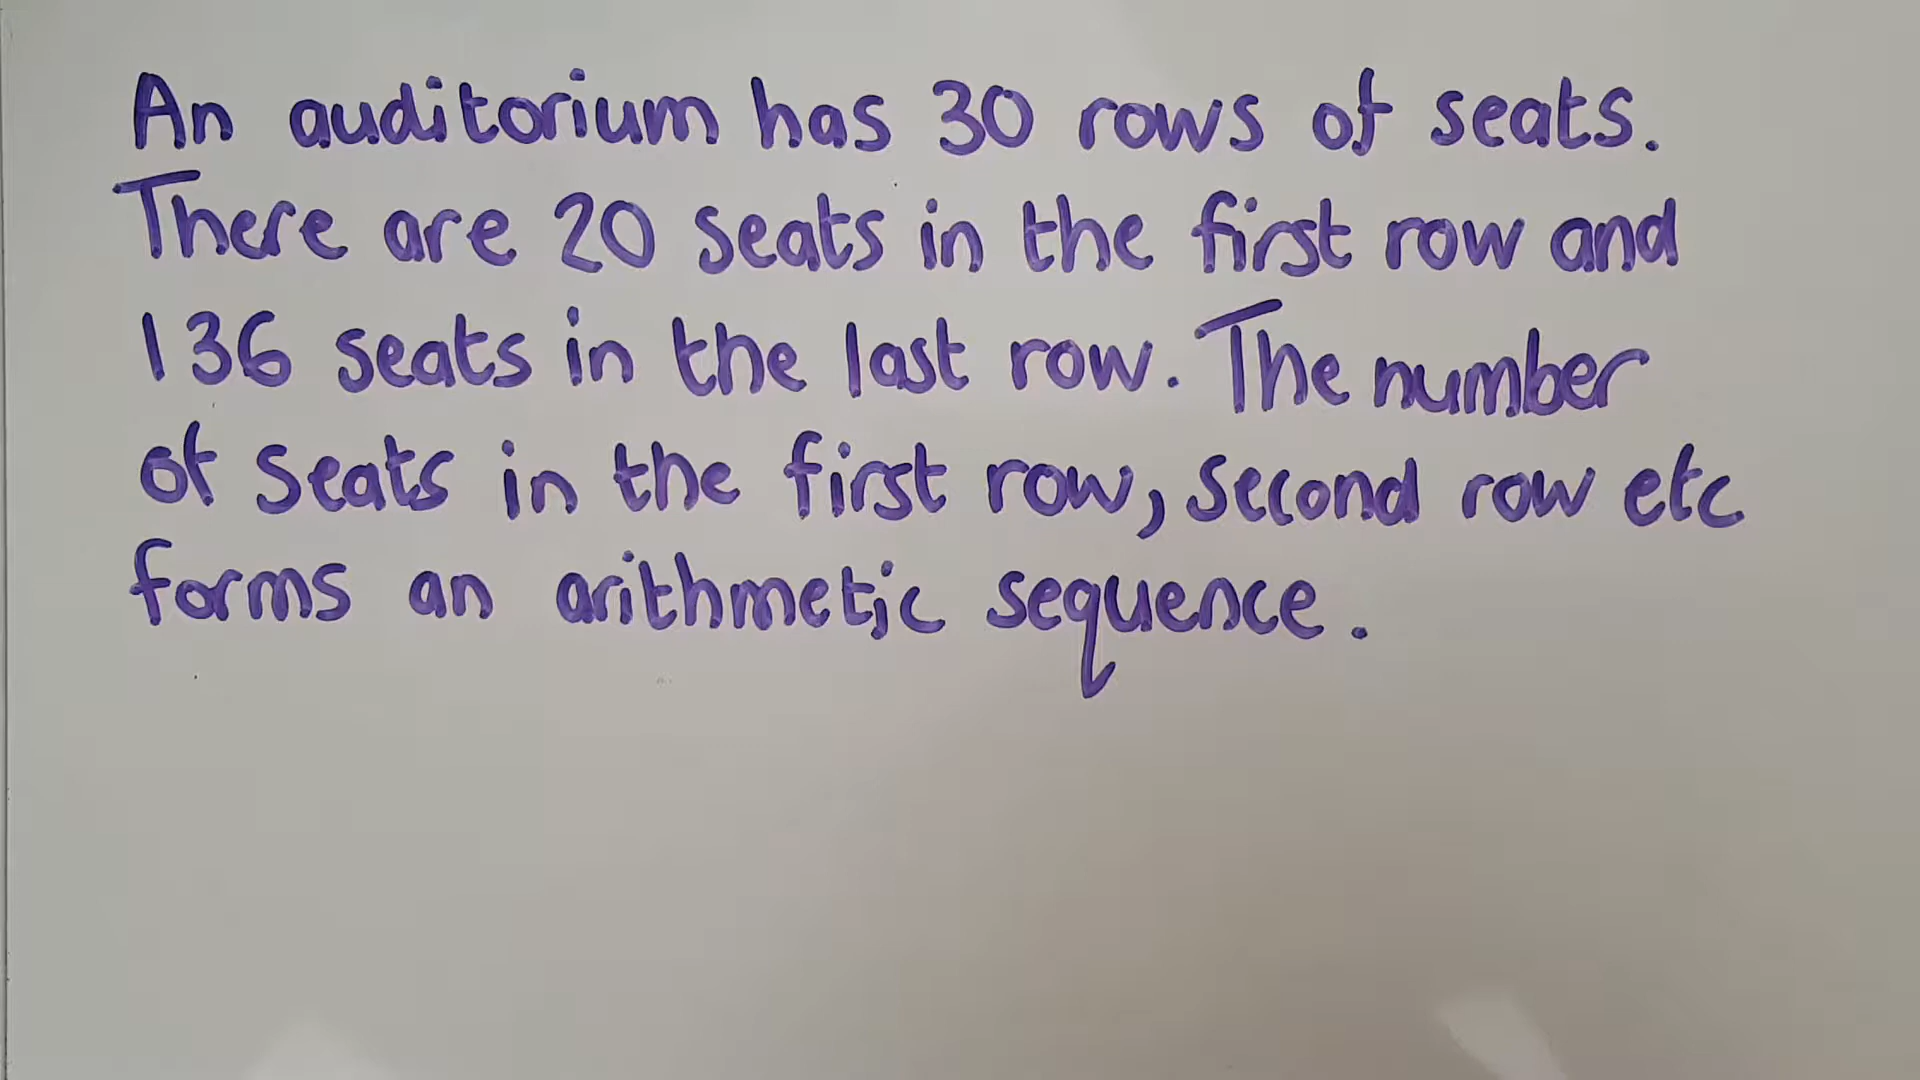 An auditorium has 30 rows of seats.
There are 20 seats in the first row and
136 seats in the last row. The number
of seats in the first row, second row etc
forms an arithmetic sequence.